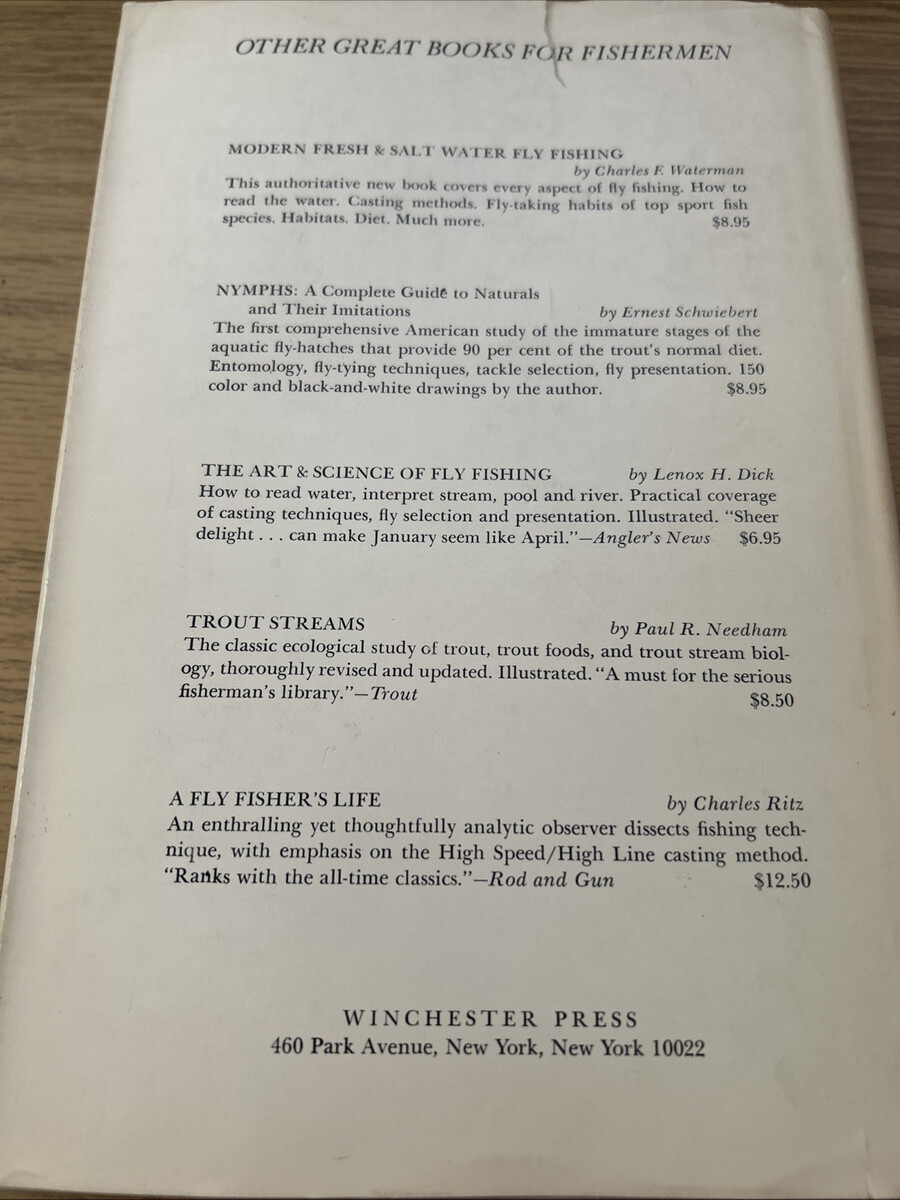 OTHER GREAT BOOKS FOR FISHERMEN
MODERN FRESH & SALT WATER FLY FISHING
by Charles F. Waterman
This authoritative new book covers every aspect of fly fishing. How to
read the water. Casting methods. Fly-taking habits of top sport fish
species. Habitats. Diet. Much more. $8.95
NYMPHS: A Complete Guide to Naturals
and Their Imitations by Ernest Schwiebert
The first comprehensive American study of the immature stages of the
aquatic fly-hatches that provide 90 per cent of the trout's normal diet.
Entomology, fly-tying techniques, tackle selection, fly presentation. 150
color and black-and-white drawings by the author. $8.95
THE ART & SCIENCE OF FLY FISHING by Lenox H. Dick
How to read water, interpret stream, pool and river. Practical coverage
of casting techniques, fly selection and presentation. Illustrated. “Sheer
delight . . . can make January seem like April.”—Angler's News $6.95
TROUT STREAMS by Paul R. Needham
The classic ecological study of trout, trout foods, and trout stream biol-
ogy, thoroughly revised and updated. Illustrated. “A must for the serious
fisherman's library.”—Trout $8.50
A FLY FISHER'S LIFE by Charles Ritz
An enthralling yet thoughtfully analytic observer dissects fishing tech-
nique, with emphasis on the High Speed/High Line casting method.
“Ranks with the all-time classics.”—Rod and Gun $12.50
WINCHESTER PRESS
460 Park Avenue, New York, New York 10022